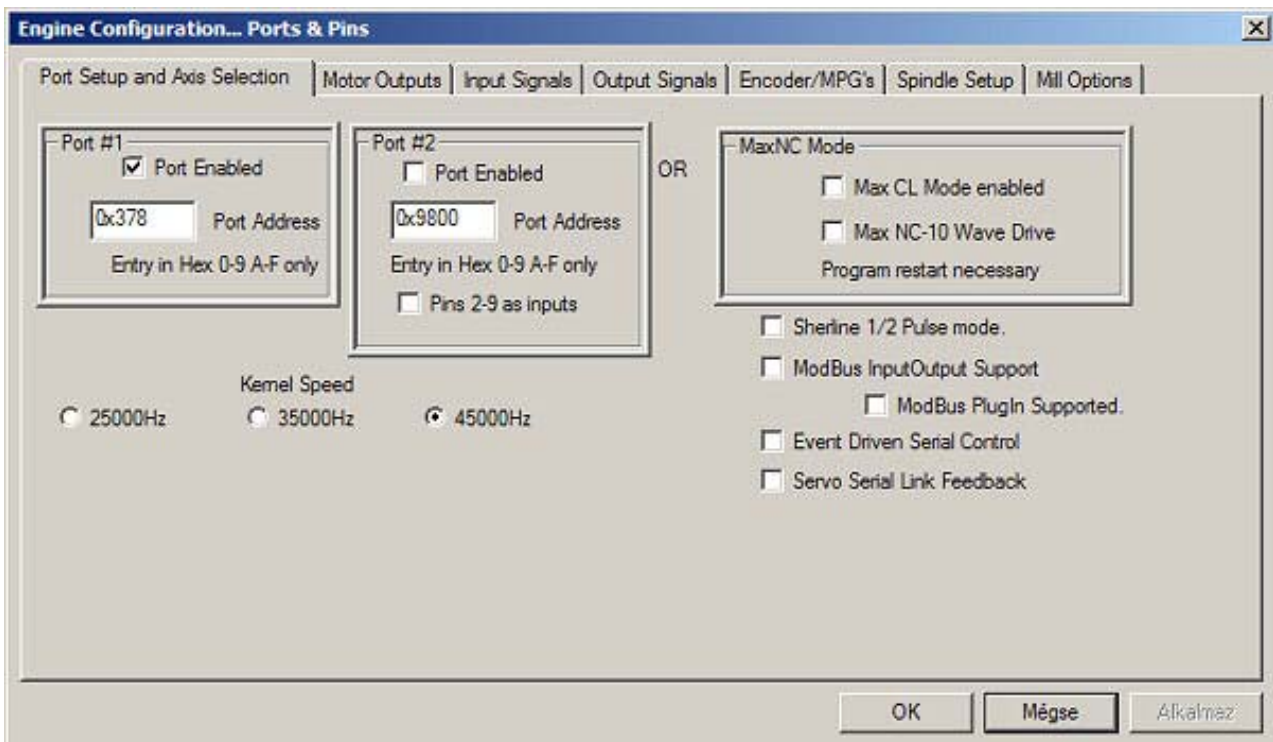 Engine Configuration... Ports & Pins
Port Setup and Axis Selection Motor Outputs Input Signals Output Signals Encoder/MPG's Spindle Setup Mill Options
Port #1
Port Enabled
0x378 Port Address
Entry in Hex 0-9 A-F only
Port #2
Port Enabled
0x9800 Port Address
Entry in Hex 0-9 A-F only
Pins 2-9 as inputs
OR
MaxNC Mode
Max CL Mode enabled
Max NC-10 Wave Drive
Program restart necessary
Sherline 1/2 Pulse mode.
ModBus InputOutput Support
ModBus PlugIn Supported.
Event Driven Serial Control
Servo Serial Link Feedback
Kernel Speed
25000Hz 35000Hz 45000Hz
OK Mégse Alkalmaz